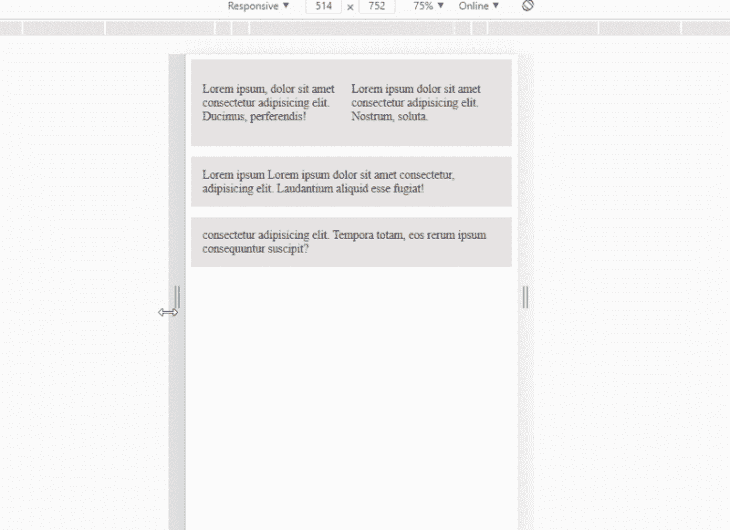 Responsive ▼ 514 x 752 75% ▼ Online ▼
Lorem ipsum, dolor sit amet
consectetur adipisicing elit.
Ducimus, perferendis!
Lorem ipsum dolor sit amet
consectetur adipisicing elit.
Nostrum, soluta.
Lorem ipsum Lorem ipsum dolor sit amet consectetur,
adipisicing elit. Laudantium aliquid esse fugiat!
consectetur adipisicing elit. Tempora totam, eos rerum ipsum
consequuntur suscipit?